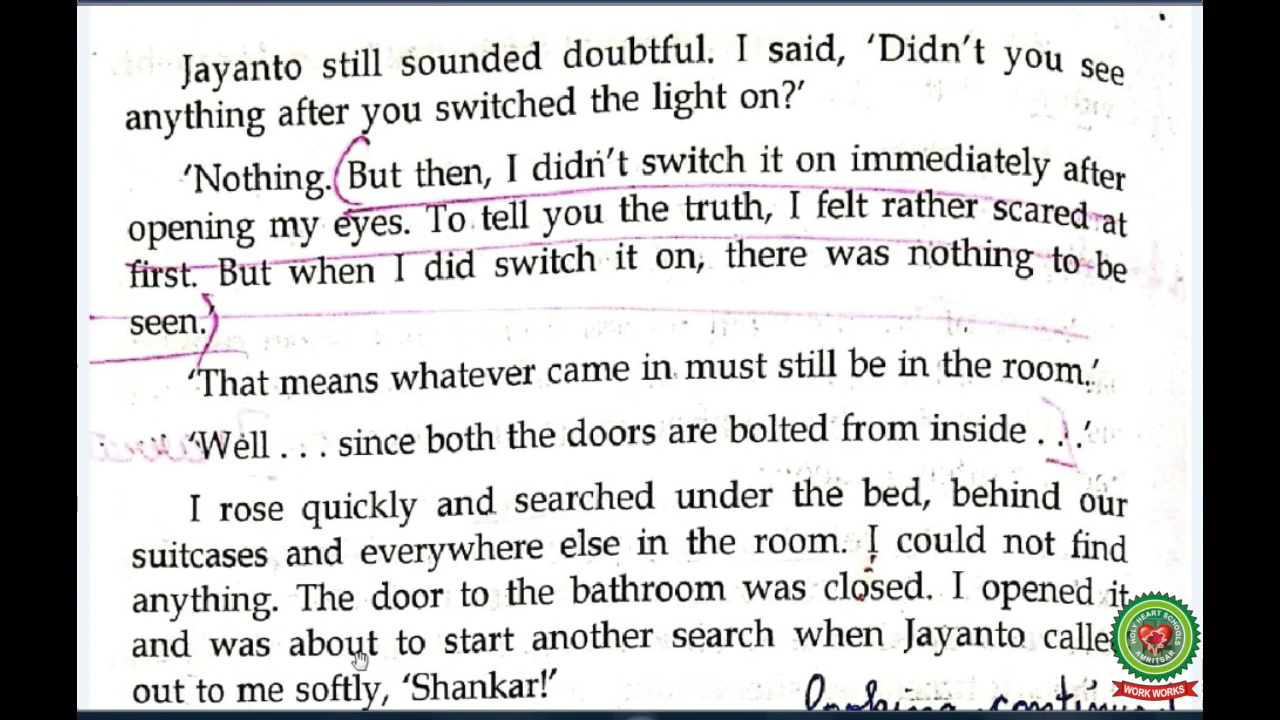 Jayanto still sounded doubtful. I said, ‘Didn’t you see
anything after you switched the light on?’
‘Nothing. But then, I didn’t switch it on immediately after
opening my eyes. To tell you the truth, I felt rather scared at
first. But when I did switch it on, there was nothing to be
seen.’
‘That means whatever came in must still be in the room.’
‘Well . . . since both the doors are bolted from inside . . .’
I rose quickly and searched under the bed, behind our
suitcases and everywhere else in the room. I could not find
anything. The door to the bathroom was closed. I opened it
and was about to start another search when Jayanto called
out to me softly, ‘Shankar!’
HOLY HEART SCHOOLS
AMRITSAR
WORK WORKS